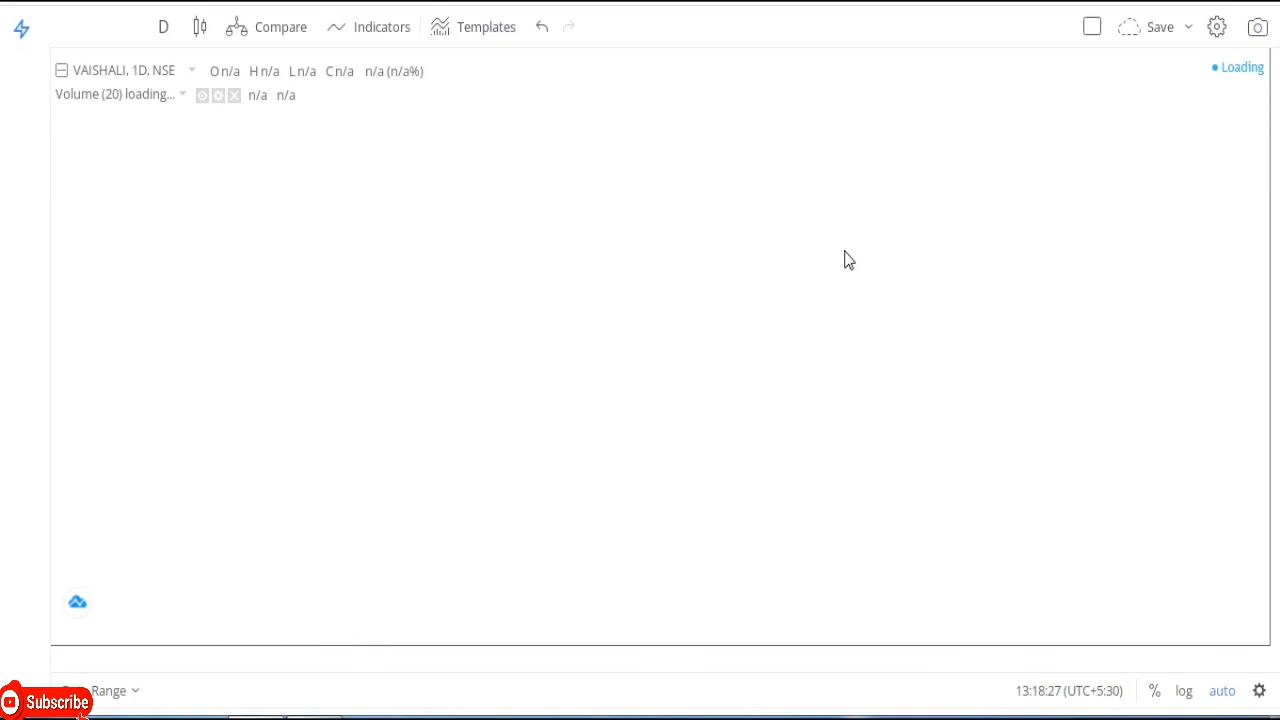 D Compare Indicators Templates Save
VAISHALI, 1D, NSE O n/a H n/a L n/a C n/a n/a (n/a%)
Loading
Volume (20) loading... n/a n/a
Range 13:18:27 (UTC+5:30) % log auto
Subscribe